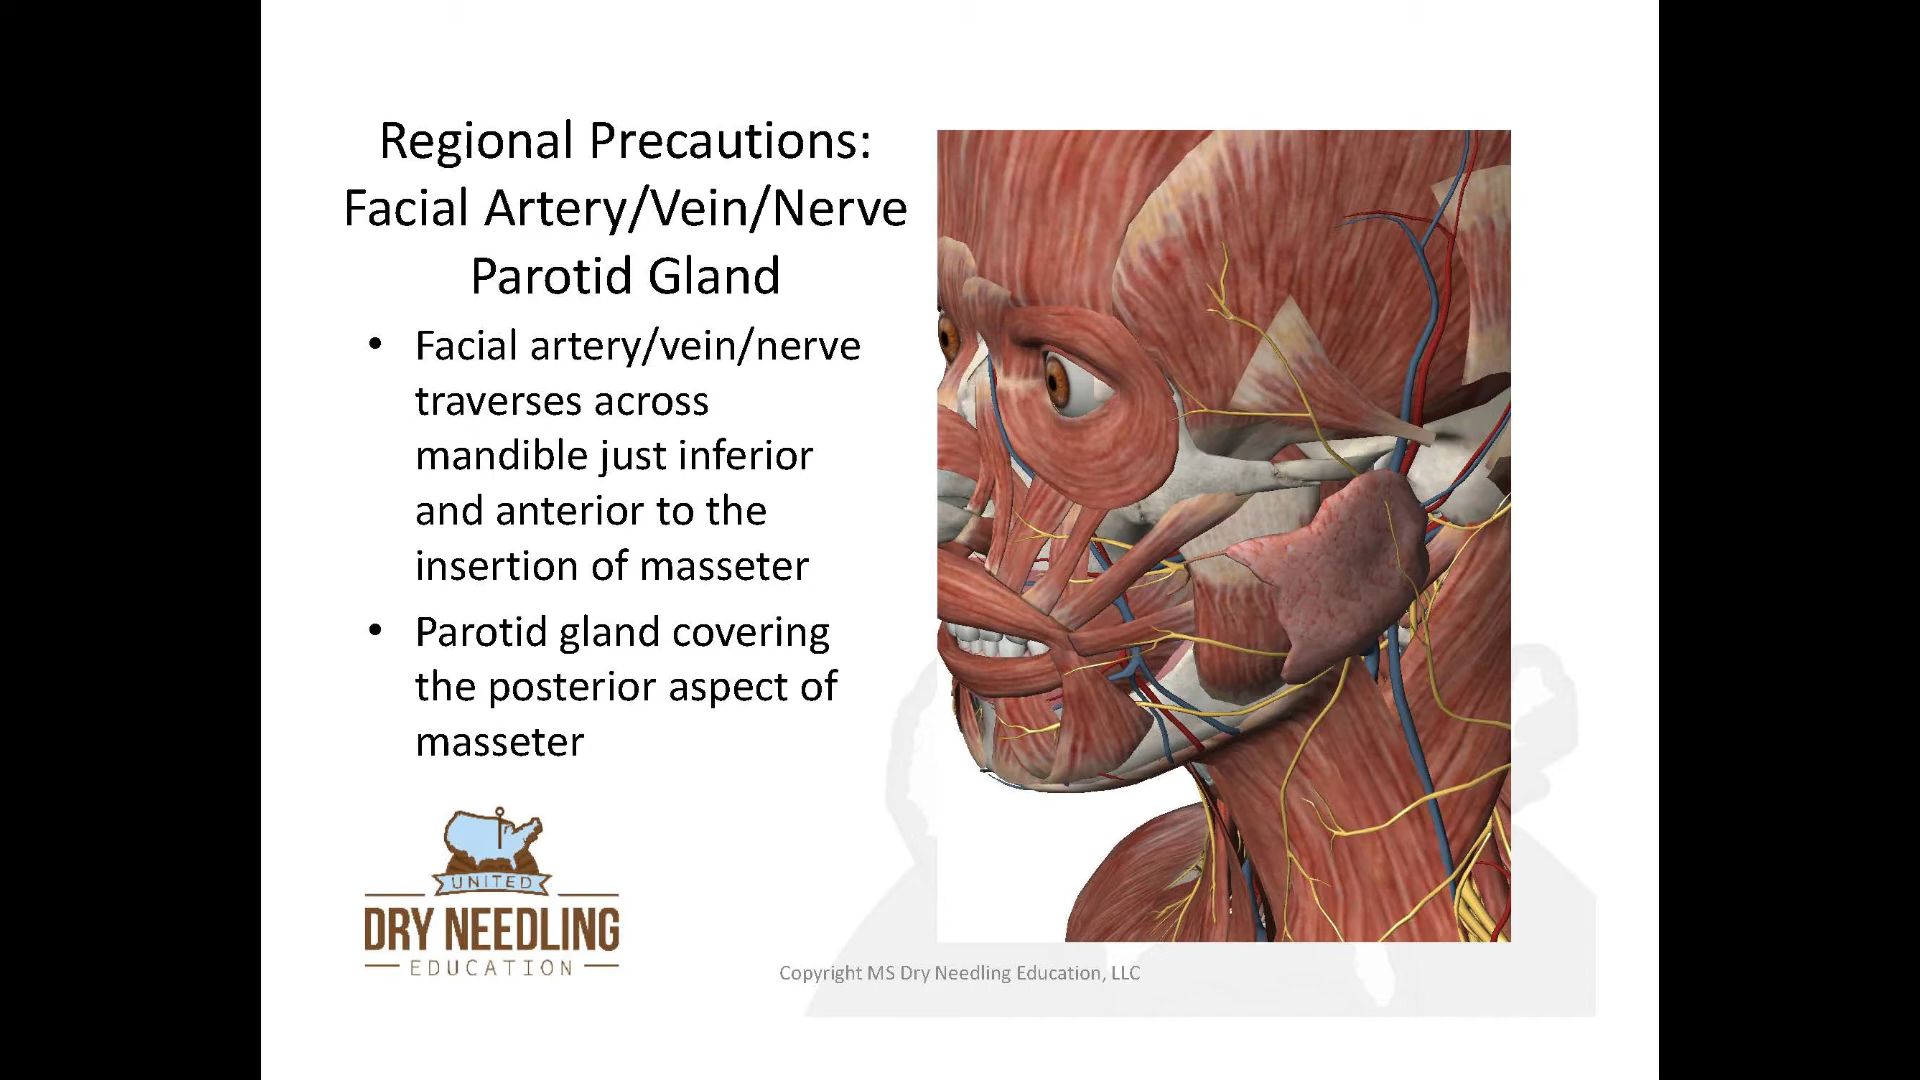 Regional Precautions:
Facial Artery/Vein/Nerve
Parotid Gland
• Facial artery/vein/nerve
traverses across
mandible just inferior
and anterior to the
insertion of masseter
• Parotid gland covering
the posterior aspect of
masseter
UNITED
DRY NEEDLING
EDUCATION
Copyright MS Dry Needling Education, LLC